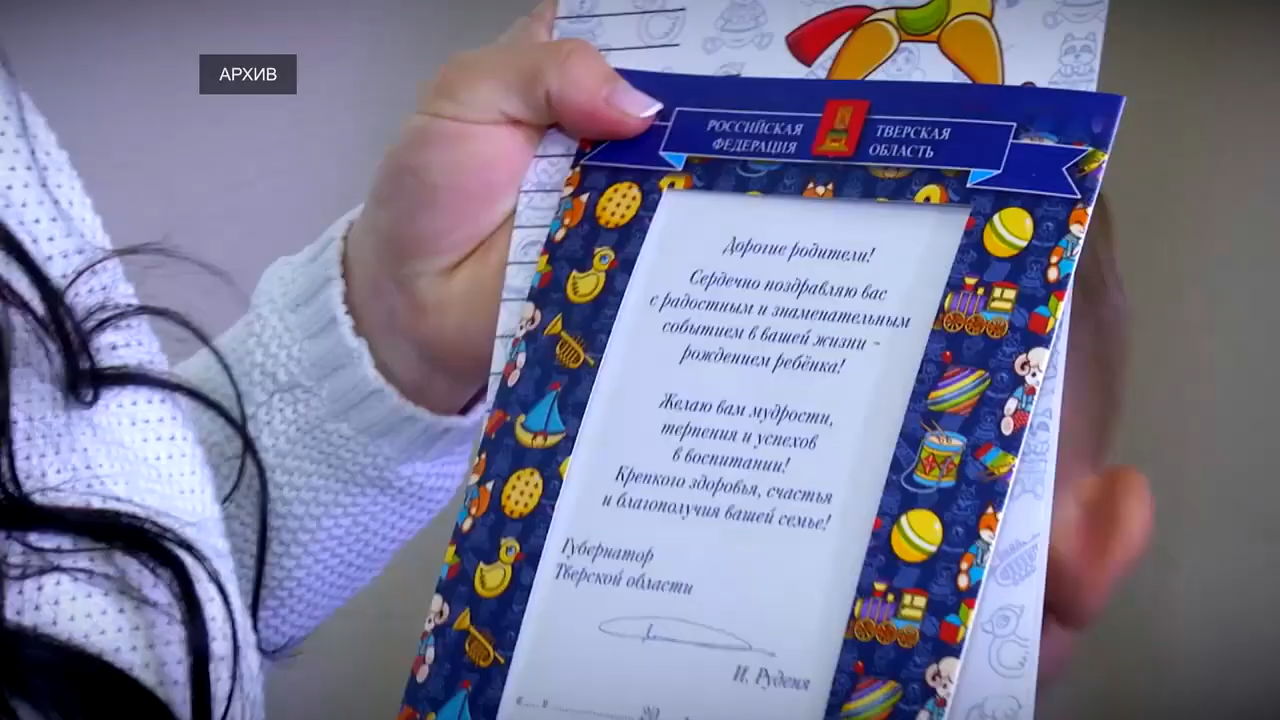 АРХИВ
РОССИЙСКАЯ
ФЕДЕРАЦИЯ
ТВЕРСКАЯ
ОБЛАСТЬ
Дорогие родители!
Сердечно поздравляю вас
с радостным и знаменательным
событием в вашей жизни –
рождением ребёнка!
Желаю вам мудрости,
терпения и успехов
в воспитании!
Крепкого здоровья, счастья
и благополучия вашей семье!
Губернатор
Тверской области
И. Руденя